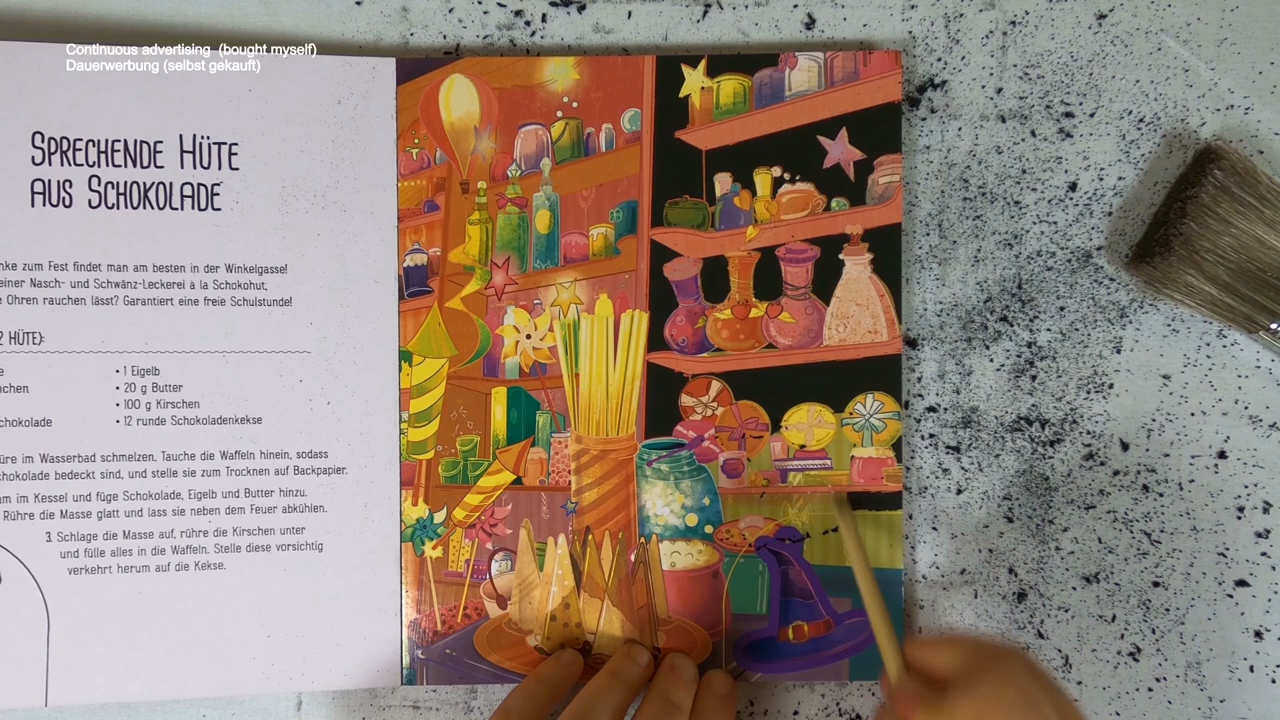 Continuous advertising (bought myself)
Dauerwerbung (selbst gekauft)
SPRECHENDE HÜTE
AUS SCHOKOLADE
zum Fest findet man am besten in der Winkelgasse!
einer Nasch- und Schwänz-Leckerei à la Schokohut,
Ohren rauchen lässt? Garantiert eine freie Schulstunde!
2 HÜTE):
• 1 Eigelb
• 20 g Butter
• 100 g Kirschen
• 12 runde Schokoladenkekse
im Wasserbad schmelzen. Tauche die Waffeln hinein, sodass
bedeckt sind, und stelle sie zum Trocknen auf Backpapier.
im Kessel und füge Schokolade, Eigelb und Butter hinzu.
Rühre die Masse glatt und lass sie neben dem Feuer abkühlen.
3. Schlage die Masse auf, rühre die Kirschen unter
und fülle alles in die Waffeln. Stelle diese vorsichtig
verkehrt herum auf die Kekse.